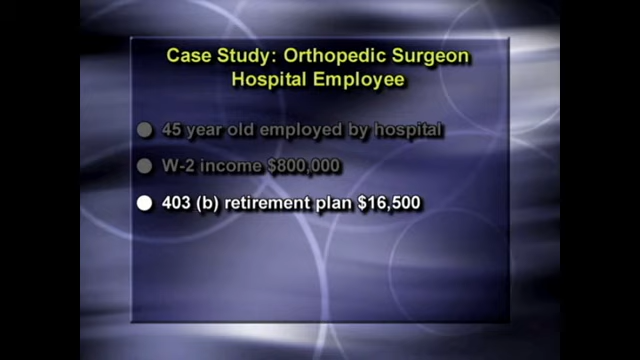 Case Study: Orthopedic Surgeon
Hospital Employee
45 year old employed by hospital
W-2 income $800,000
403 (b) retirement plan $16,500